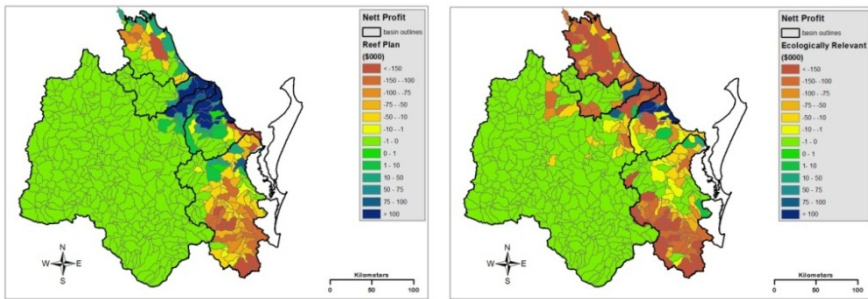 Nett Profit
basin outlines
Reef Plan
($000)
< -150
-150 - -100
-100 - -75
-75 - -50
-50 - -10
-10 - -1
-1 - 0
0 - 1
1 - 10
10 - 50
50 - 75
75 - 100
> 100
N
W E
S
Kilometers
0 50 100
Nett Profit
basin outlines
Ecologically Relevant
($000)
< -150
-150 - -100
-100 - -75
-75 - -50
-50 - -10
-10 - -1
-1 - 0
0 - 1
1 - 10
10 - 50
50 - 75
75 - 100
> 100
N
W E
S
Kilometers
0 50 100